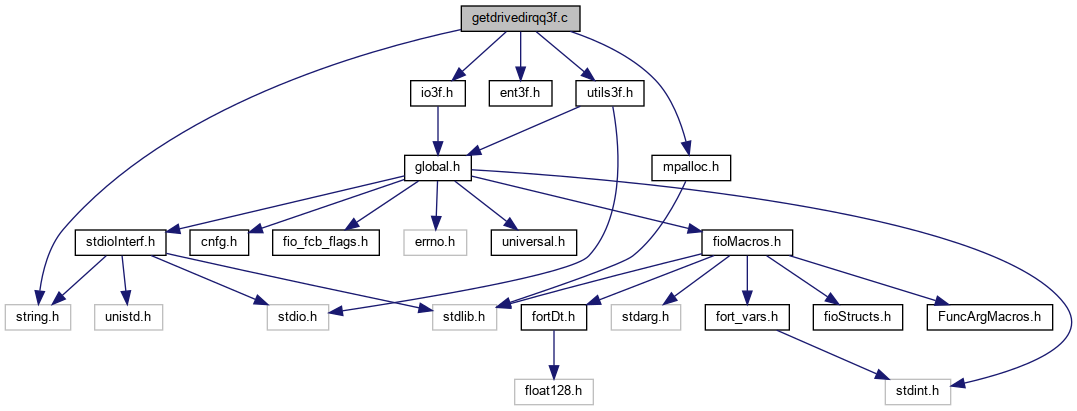 getdrivedirqq3f.c
io3f.h
ent3f.h
utils3f.h
global.h
mpalloc.h
stdioInterf.h
cnfg.h
fio_fcb_flags.h
errno.h
universal.h
fioMacros.h
string.h
unistd.h
stdio.h
stdlib.h
fortDt.h
stdarg.h
fort_vars.h
fioStructs.h
FuncArgMacros.h
float128.h
stdint.h